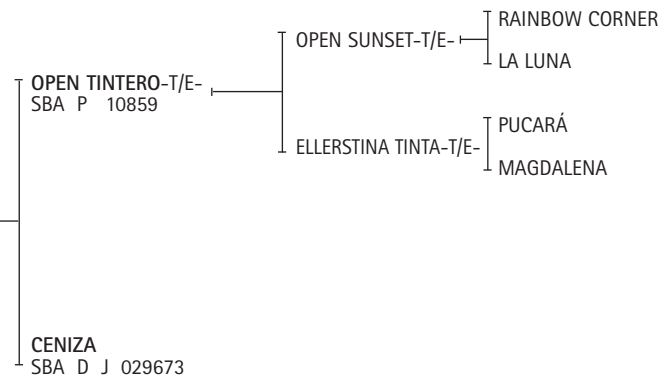 RAINBOW CORNER
OPEN SUNSET-T/E-
LA LUNA
OPEN TINTERO-T/E-
SBA P 10859
PUCARÁ
ELLERSTINA TINTA-T/E-
MAGDALENA
CENIZA
SBA D J 029673